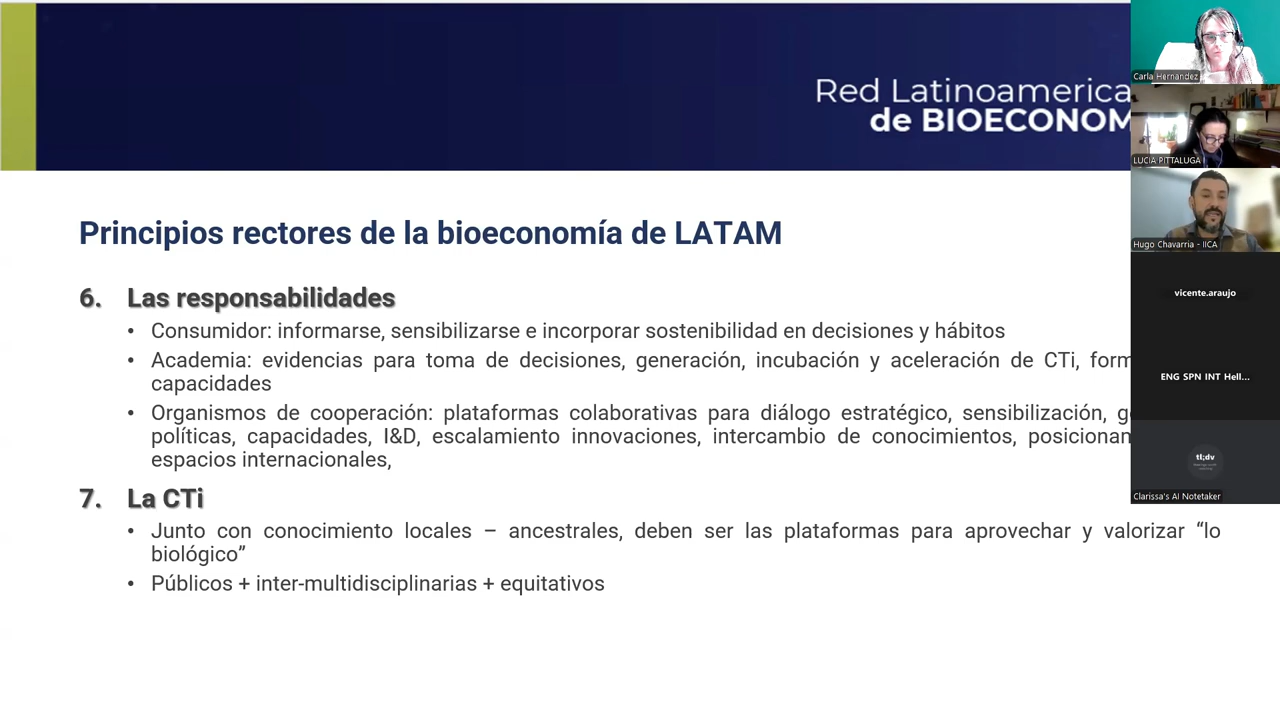 Red Latinoamerica
de BIOECONOM
Principios rectores de la bioeconomía de LATAM
6. Las responsabilidades
• Consumidor: informarse, sensibilizarse e incorporar sostenibilidad en decisiones y hábitos
• Academia: evidencias para toma de decisiones, generación, incubación y aceleración de CTi, form
capacidades
• Organismos de cooperación: plataformas colaborativas para diálogo estratégico, sensibilización, g
políticas, capacidades, I&D, escalamiento innovaciones, intercambio de conocimientos, posicionam
espacios internacionales,
7. La CTi
• Junto con conocimiento locales – ancestrales, deben ser las plataformas para aprovechar y valorizar “lo
biológico”
• Públicos + inter-multidisciplinarias + equitativos
Carla Hernandez
LUCIA PITTALUGA
Hugo Chavarria - IICA
vicente.araujo
ENG SPN INT Hell...
tl;dv
Clarissa's AI Notetaker